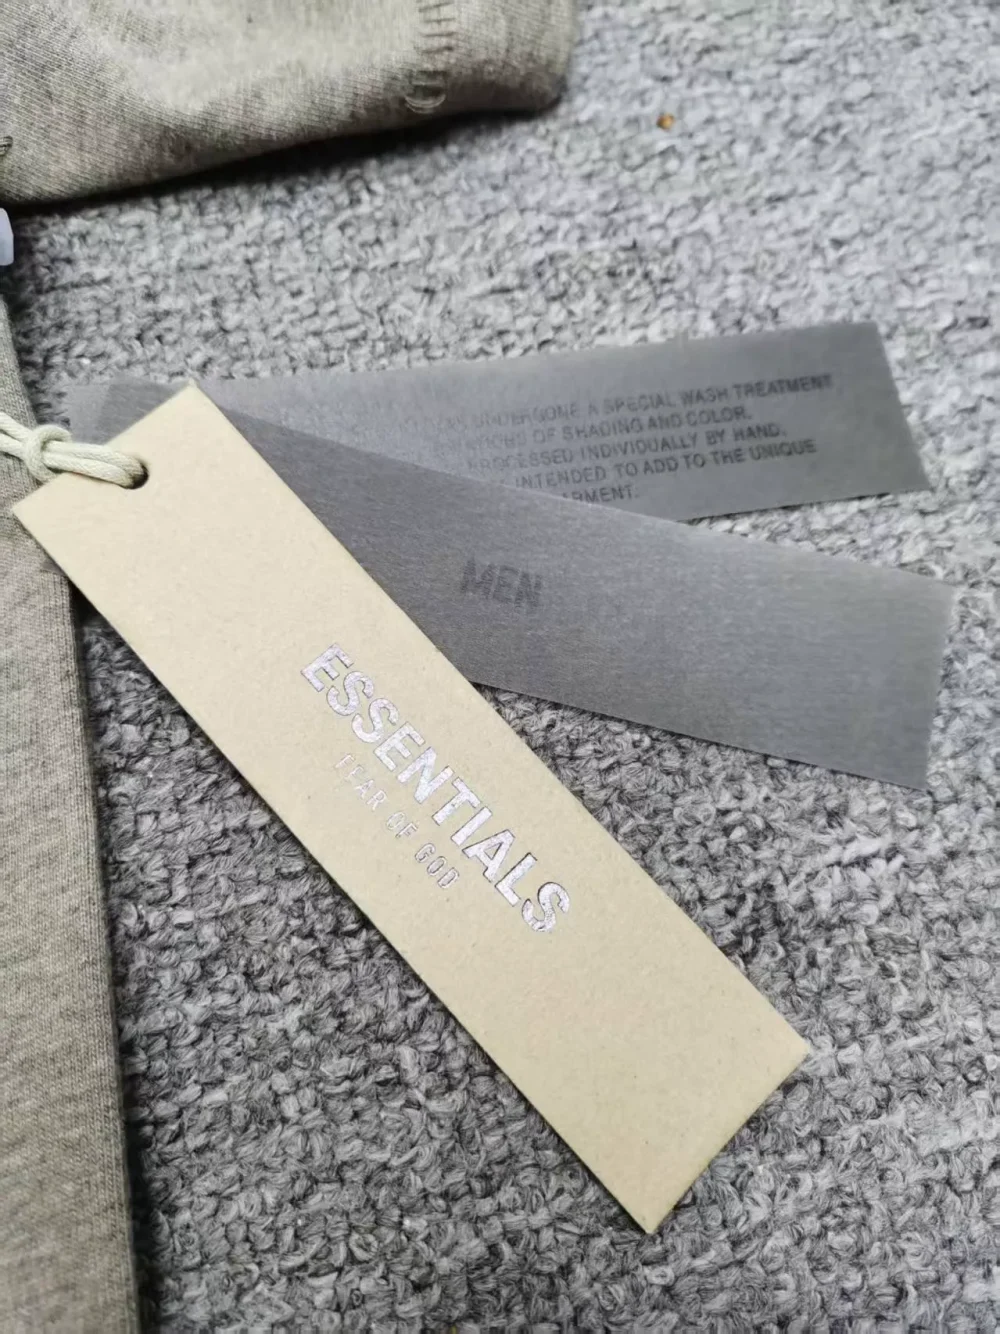 UNDERGONE A SPECIAL WASH TREATMENT
OF SHADING AND COLOR.
PROCESSED INDIVIDUALLY BY HAND.
INTENDED TO ADD TO THE UNIQUE
MEN
ESSENTIALS
FEAR OF GOD